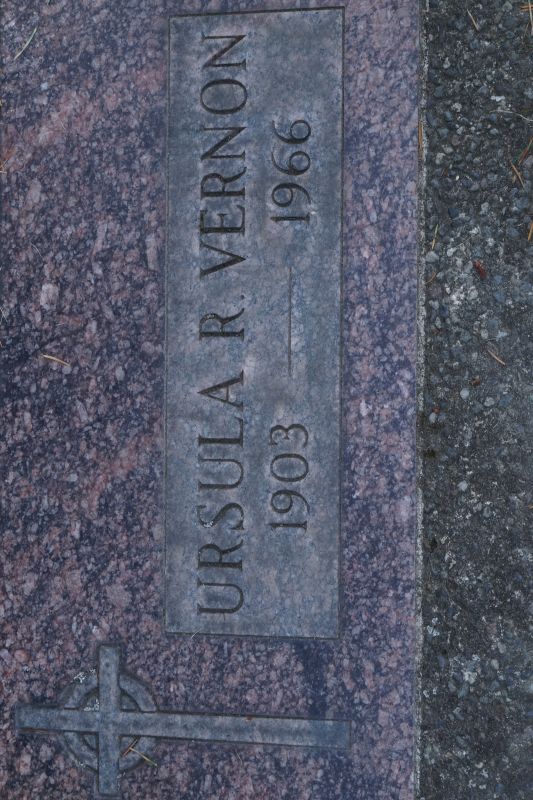 URSULA R. VERNON
1903 — 1966